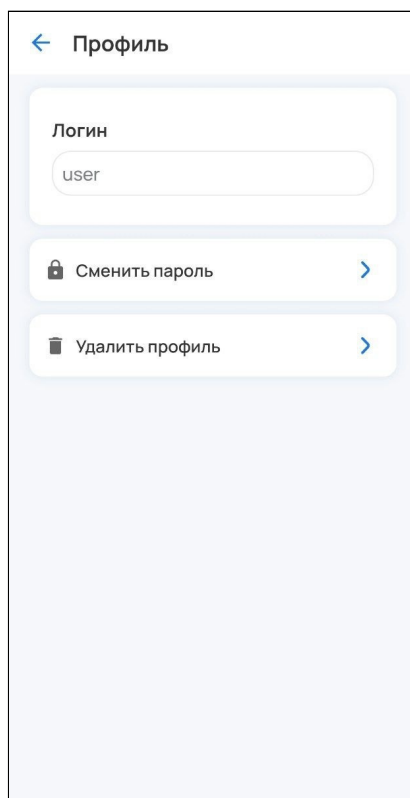 Профиль
Логин
user
Сменить пароль
Удалить профиль